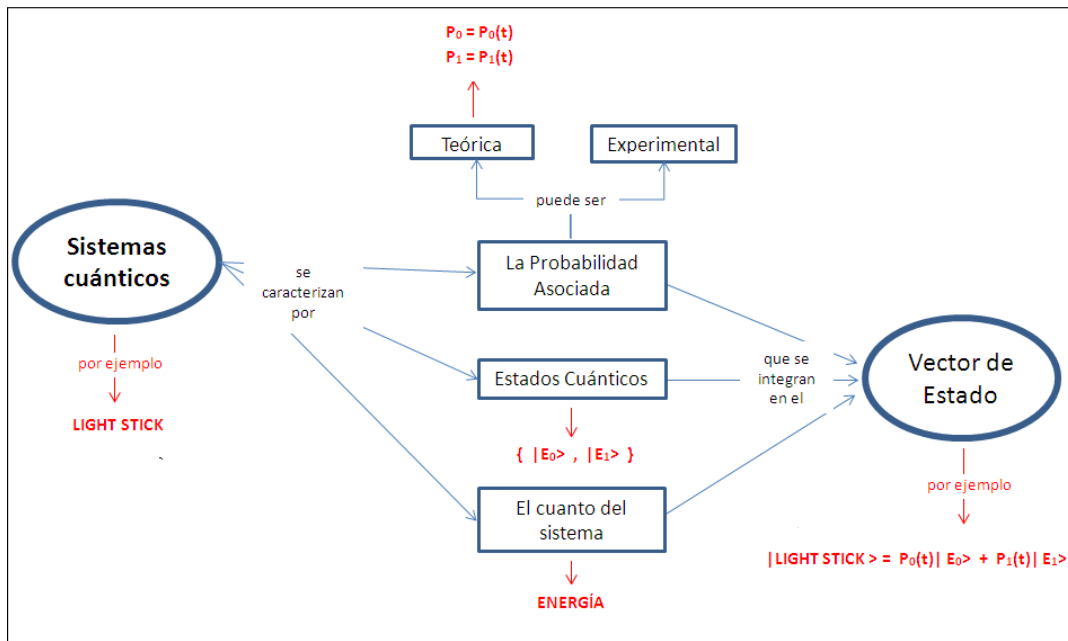 P₀ = P₀(t)
P₁ = P₁(t)
Teórica
Experimental
puede ser
Sistemas
cuánticos
se
caracterizan
por
La Probabilidad
Asociada
por ejemplo
LIGHT STICK
Estados Cuánticos
{ |E₀> , |E₁> }
que se
integran
en el
Vector de
Estado
El cuanto del
sistema
ENERGÍA
por ejemplo
|LIGHT STICK > = P₀(t)| E₀> + P₁(t)| E₁>